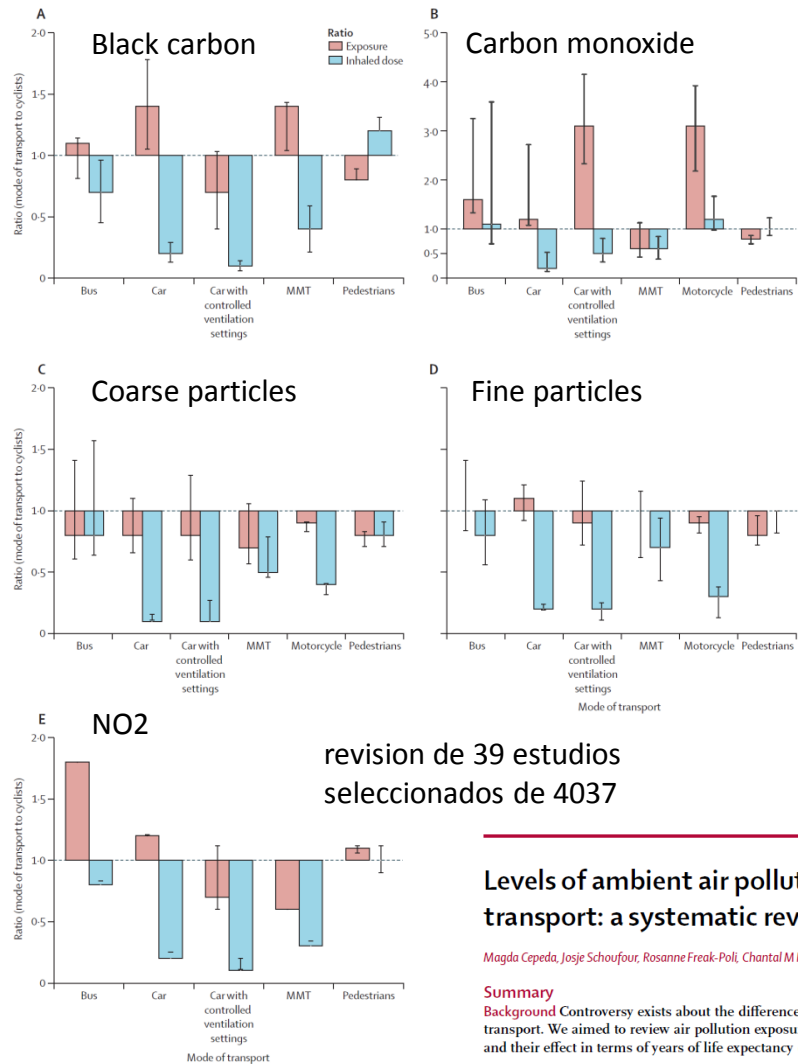 A
Black carbon
Ratio
Exposure
Inhaled dose
Ratio (mode of transport to cyclists)
2·0
1·5
1·0
0·5
0
Bus
Car
Car with
controlled
ventilation
settings
MMT
Pedestrians
B
Carbon monoxide
5·0
3·0
2·0
1·0
0·5
0
Bus
Car
Car with
controlled
ventilation
settings
MMT
Motorcycle
Pedestrians
C
Coarse particles
Ratio (mode of transport to cyclists)
2·0
1·5
1·0
0·5
0
Bus
Car
Car with
controlled
ventilation
settings
MMT
Motorcycle
Pedestrians
D
Fine particles
Bus
Car
Car with
controlled
ventilation
settings
MMT
Motorcycle
Pedestrians
Mode of transport
E
NO2
Ratio (mode of transport to cyclists)
2·0
1·5
1·0
0·5
0
Bus
Car
Car with
controlled
ventilation
settings
MMT
Pedestrians
Mode of transport
revision de 39 estudios
seleccionados de 4037
Levels of ambient air pollut
transport: a systematic rev
Magda Cepeda, Josje Schoufour, Rosanne Freak-Poli, Chantal M
Summary
Background Controversy exists about the difference
transport. We aimed to review air pollution exposu
and their effect in terms of years of life expectancy